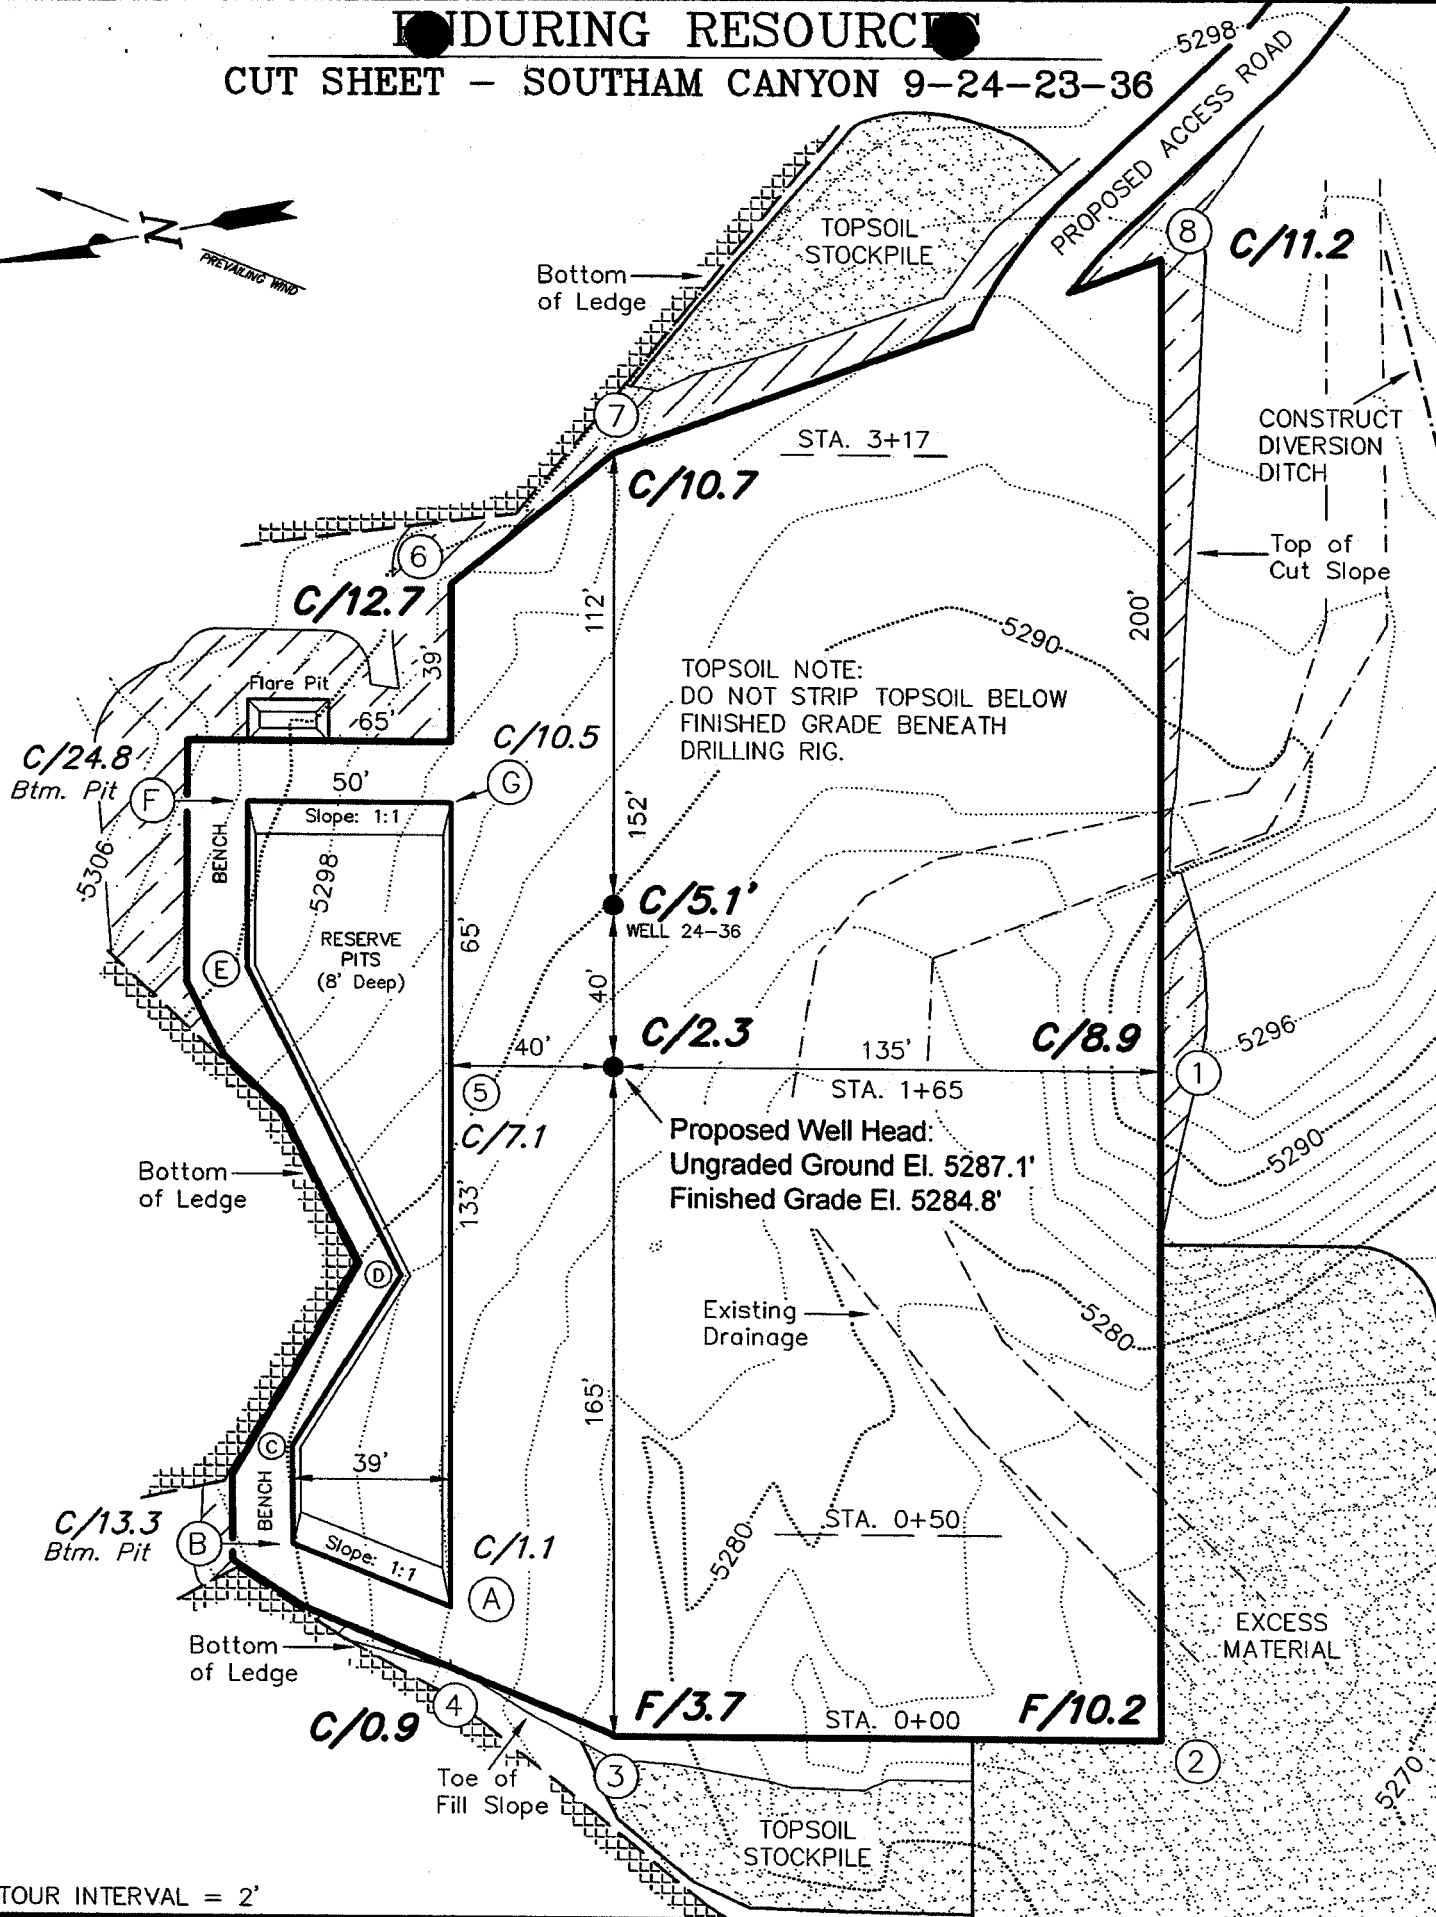 ENDURING RESOURCES
CUT SHEET - SOUTHAM CANYON 9-24-23-36
5298
PROPOSED ACCESS ROAD
N
PREVAILING WIND
TOPSOIL
STOCKPILE
8
C/11.2
Bottom
of Ledge
7
CONSTRUCT
DIVERSION
DITCH
STA. 3+17
C/10.7
6
Top of
Cut Slope
C/12.7
112'
200'
39'
5290
TOPSOIL NOTE:
DO NOT STRIP TOPSOIL BELOW
FINISHED GRADE BENEATH
DRILLING RIG.
Flare Pit
65'
C/10.5
C/24.8
Btm. Pit
F
50'
G
Slope: 1:1
152'
BENCH
5306
5298
C/5.1'
WELL 24-36
RESERVE
PITS
(8' Deep)
65'
E
40'
C/2.3
C/8.9
5296
40'
135'
1
5
STA. 1+65
C/7.1
Proposed Well Head:
Ungraded Ground El. 5287.1'
Finished Grade El. 5284.8'
5290
Bottom
of Ledge
133'
D
Existing
Drainage
5280
165'
C
39'
BENCH
C/13.3
Btm. Pit
B
STA. 0+50
C/1.1
Slope: 1:1
5280
A
EXCESS
MATERIAL
Bottom
of Ledge
4
C/0.9
F/3.7
STA. 0+00
F/10.2
2
3
Toe of
Fill Slope
5270
TOPSOIL
STOCKPILE
TOUR INTERVAL = 2'